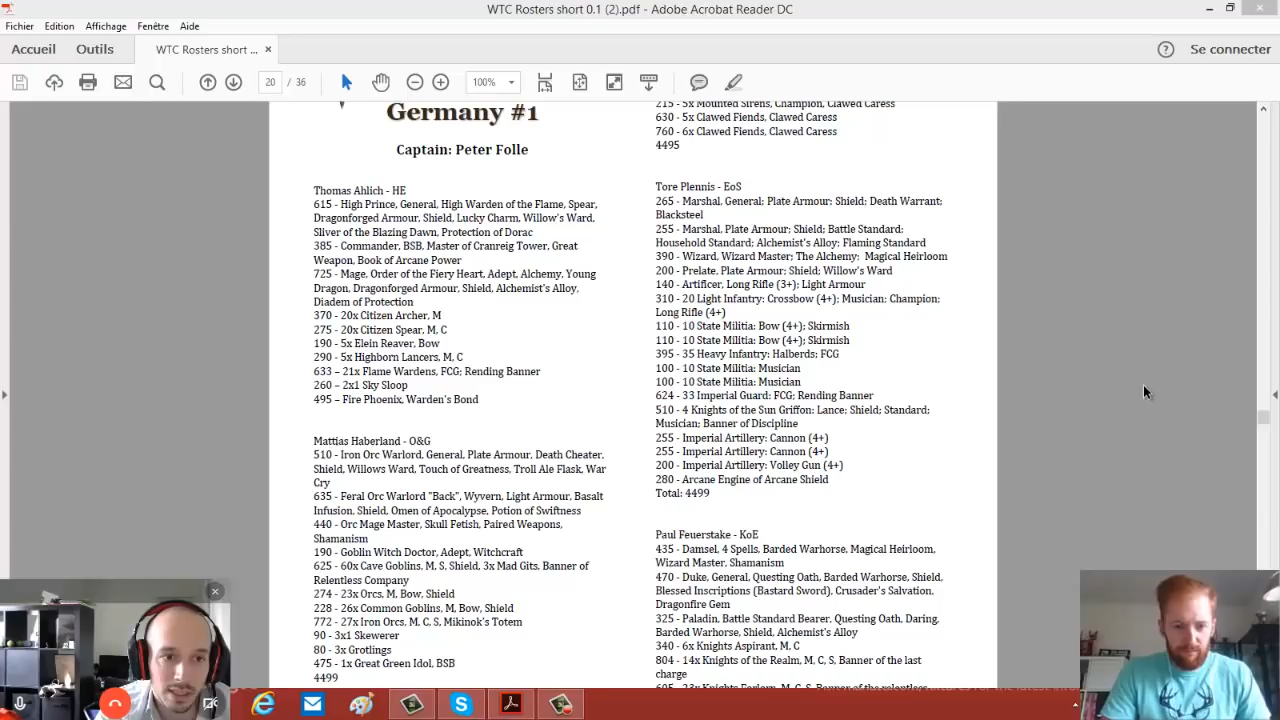 WTC Rosters short 0.1 (2).pdf - Adobe Acrobat Reader DC
Fichier Edition Affichage Fenêtre Aide
Accueil Outils WTC Rosters short ... × Se connecter
20 / 36 100%
Germany #1
Captain: Peter Folle
Thomas Ahlich - HE
615 - High Prince, General, High Warden of the Flame, Spear,
Dragonforged Armour, Shield, Lucky Charm, Willow's Ward,
Sliver of the Blazing Dawn, Protection of Dorac
385 - Commander, BSB, Master of Cranreig Tower, Great
Weapon, Book of Arcane Power
725 - Mage, Order of the Fiery Heart, Adept, Alchemy, Young
Dragon, Dragonforged Armour, Shield, Alchemist's Alloy,
Diadem of Protection
370 - 20x Citizen Archer, M
275 - 20x Citizen Spear, M, C
190 - 5x Elein Reaver, Bow
290 - 5x Highborn Lancers, M, C
633 – 21x Flame Wardens, FCG; Rending Banner
260 – 2x1 Sky Sloop
495 – Fire Phoenix, Warden's Bond
Mattias Haberland - O&G
510 - Iron Orc Warlord, General, Plate Armour, Death Cheater,
Shield, Willows Ward, Touch of Greatness, Troll Ale Flask, War
Cry
635 - Feral Orc Warlord "Back", Wyvern, Light Armour, Basalt
Infusion, Shield, Omen of Apocalypse, Potion of Swiftness
440 - Orc Mage Master, Skull Fetish, Paired Weapons,
Shamanism
190 - Goblin Witch Doctor, Adept, Witchcraft
625 - 60x Cave Goblins, M, S, Shield, 3x Mad Gits, Banner of
Relentless Company
274 - 23x Orcs, M, Bow, Shield
228 - 26x Common Goblins, M, Bow, Shield
772 - 27x Iron Orcs, M, C, S, Mikinok's Totem
90 - 3x1 Skewerer
80 - 3x Grotlings
475 - 1x Great Green Idol, BSB
4499
215 - 5x Mounted Sirens, Champion, Clawed Caress
630 - 5x Clawed Fiends, Clawed Caress
760 - 6x Clawed Fiends, Clawed Caress
4495
Tore Plennis - EoS
265 - Marshal, General; Plate Armour; Shield; Death Warrant;
Blacksteel
255 - Marshal, Plate Armour; Shield; Battle Standard;
Household Standard; Alchemist's Alloy; Flaming Standard
390 - Wizard, Wizard Master; The Alchemy; Magical Heirloom
200 - Prelate, Plate Armour; Shield; Willow's Ward
140 - Artificer, Long Rifle (3+); Light Armour
310 - 20 Light Infantry: Crossbow (4+); Musician; Champion;
Long Rifle (4+)
110 - 10 State Militia: Bow (4+); Skirmish
110 - 10 State Militia: Bow (4+); Skirmish
395 - 35 Heavy Infantry: Halberds; FCG
100 - 10 State Militia: Musician
100 - 10 State Militia: Musician
624 - 33 Imperial Guard: FCG; Rending Banner
510 - 4 Knights of the Sun Griffon: Lance; Shield; Standard;
Musician; Banner of Discipline
255 - Imperial Artillery: Cannon (4+)
255 - Imperial Artillery: Cannon (4+)
200 - Imperial Artillery: Volley Gun (4+)
280 - Arcane Engine of Arcane Shield
Total: 4499
Paul Feuerstake - KoE
435 - Damsel, 4 Spells, Barded Warhorse, Magical Heirloom,
Wizard Master, Shamanism
470 - Duke, General, Questing Oath, Barded Warhorse, Shield,
Blessed Inscriptions (Bastard Sword), Crusader's Salvation,
Dragonfire Gem
325 - Paladin, Battle Standard Bearer, Questing Oath, Daring,
Barded Warhorse, Shield, Alchemist's Alloy
340 - 6x Knights Aspirant, M, C
804 - 14x Knights of the Realm, M, C, S, Banner of the last
charge